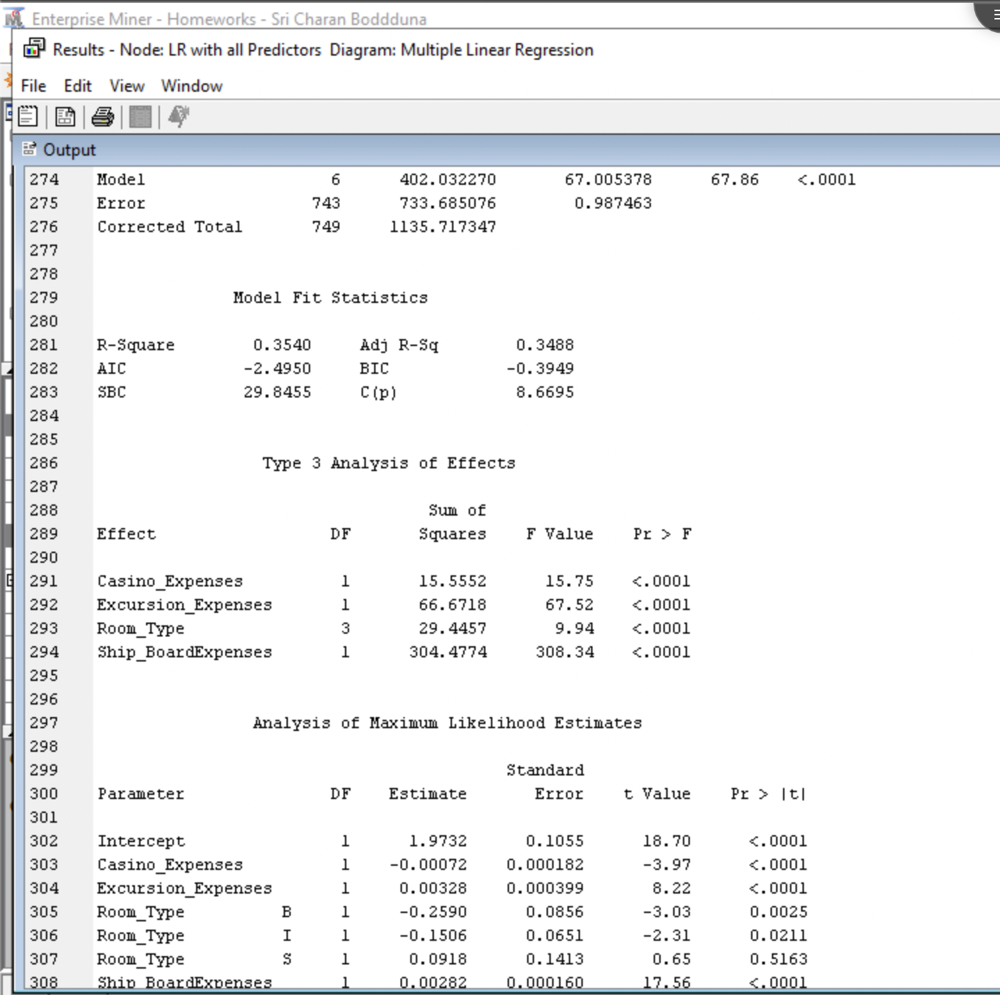 Enterprise Miner - Homeworks - Sri Charan Boddduna
Results - Node: LR with all Predictors  Diagram: Multiple Linear Regression
File Edit View Window
Output
274 Model 6 402.032270 67.005378 67.86 <.0001
275 Error 743 733.685076 0.987463
276 Corrected Total 749 1135.717347
277
278
279 Model Fit Statistics
280
281 R-Square 0.3540 Adj R-Sq 0.3488
282 AIC -2.4950 BIC -0.3949
283 SBC 29.8455 C(p) 8.6695
284
285
286 Type 3 Analysis of Effects
287
288 Sum of
289 Effect DF Squares F Value Pr > F
290
291 Casino_Expenses 1 15.5552 15.75 <.0001
292 Excursion_Expenses 1 66.6718 67.52 <.0001
293 Room_Type 3 29.4457 9.94 <.0001
294 Ship_BoardExpenses 1 304.4774 308.34 <.0001
295
296
297 Analysis of Maximum Likelihood Estimates
298
299 Standard
300 Parameter DF Estimate Error t Value Pr > |t|
301
302 Intercept 1 1.9732 0.1055 18.70 <.0001
303 Casino_Expenses 1 -0.00072 0.000182 -3.97 <.0001
304 Excursion_Expenses 1 0.00328 0.000399 8.22 <.0001
305 Room_Type B 1 -0.2590 0.0856 -3.03 0.0025
306 Room_Type I 1 -0.1506 0.0651 -2.31 0.0211
307 Room_Type S 1 0.0918 0.1413 0.65 0.5163
308 Ship_BoardExpenses 1 0.00282 0.000160 17.56 <.0001